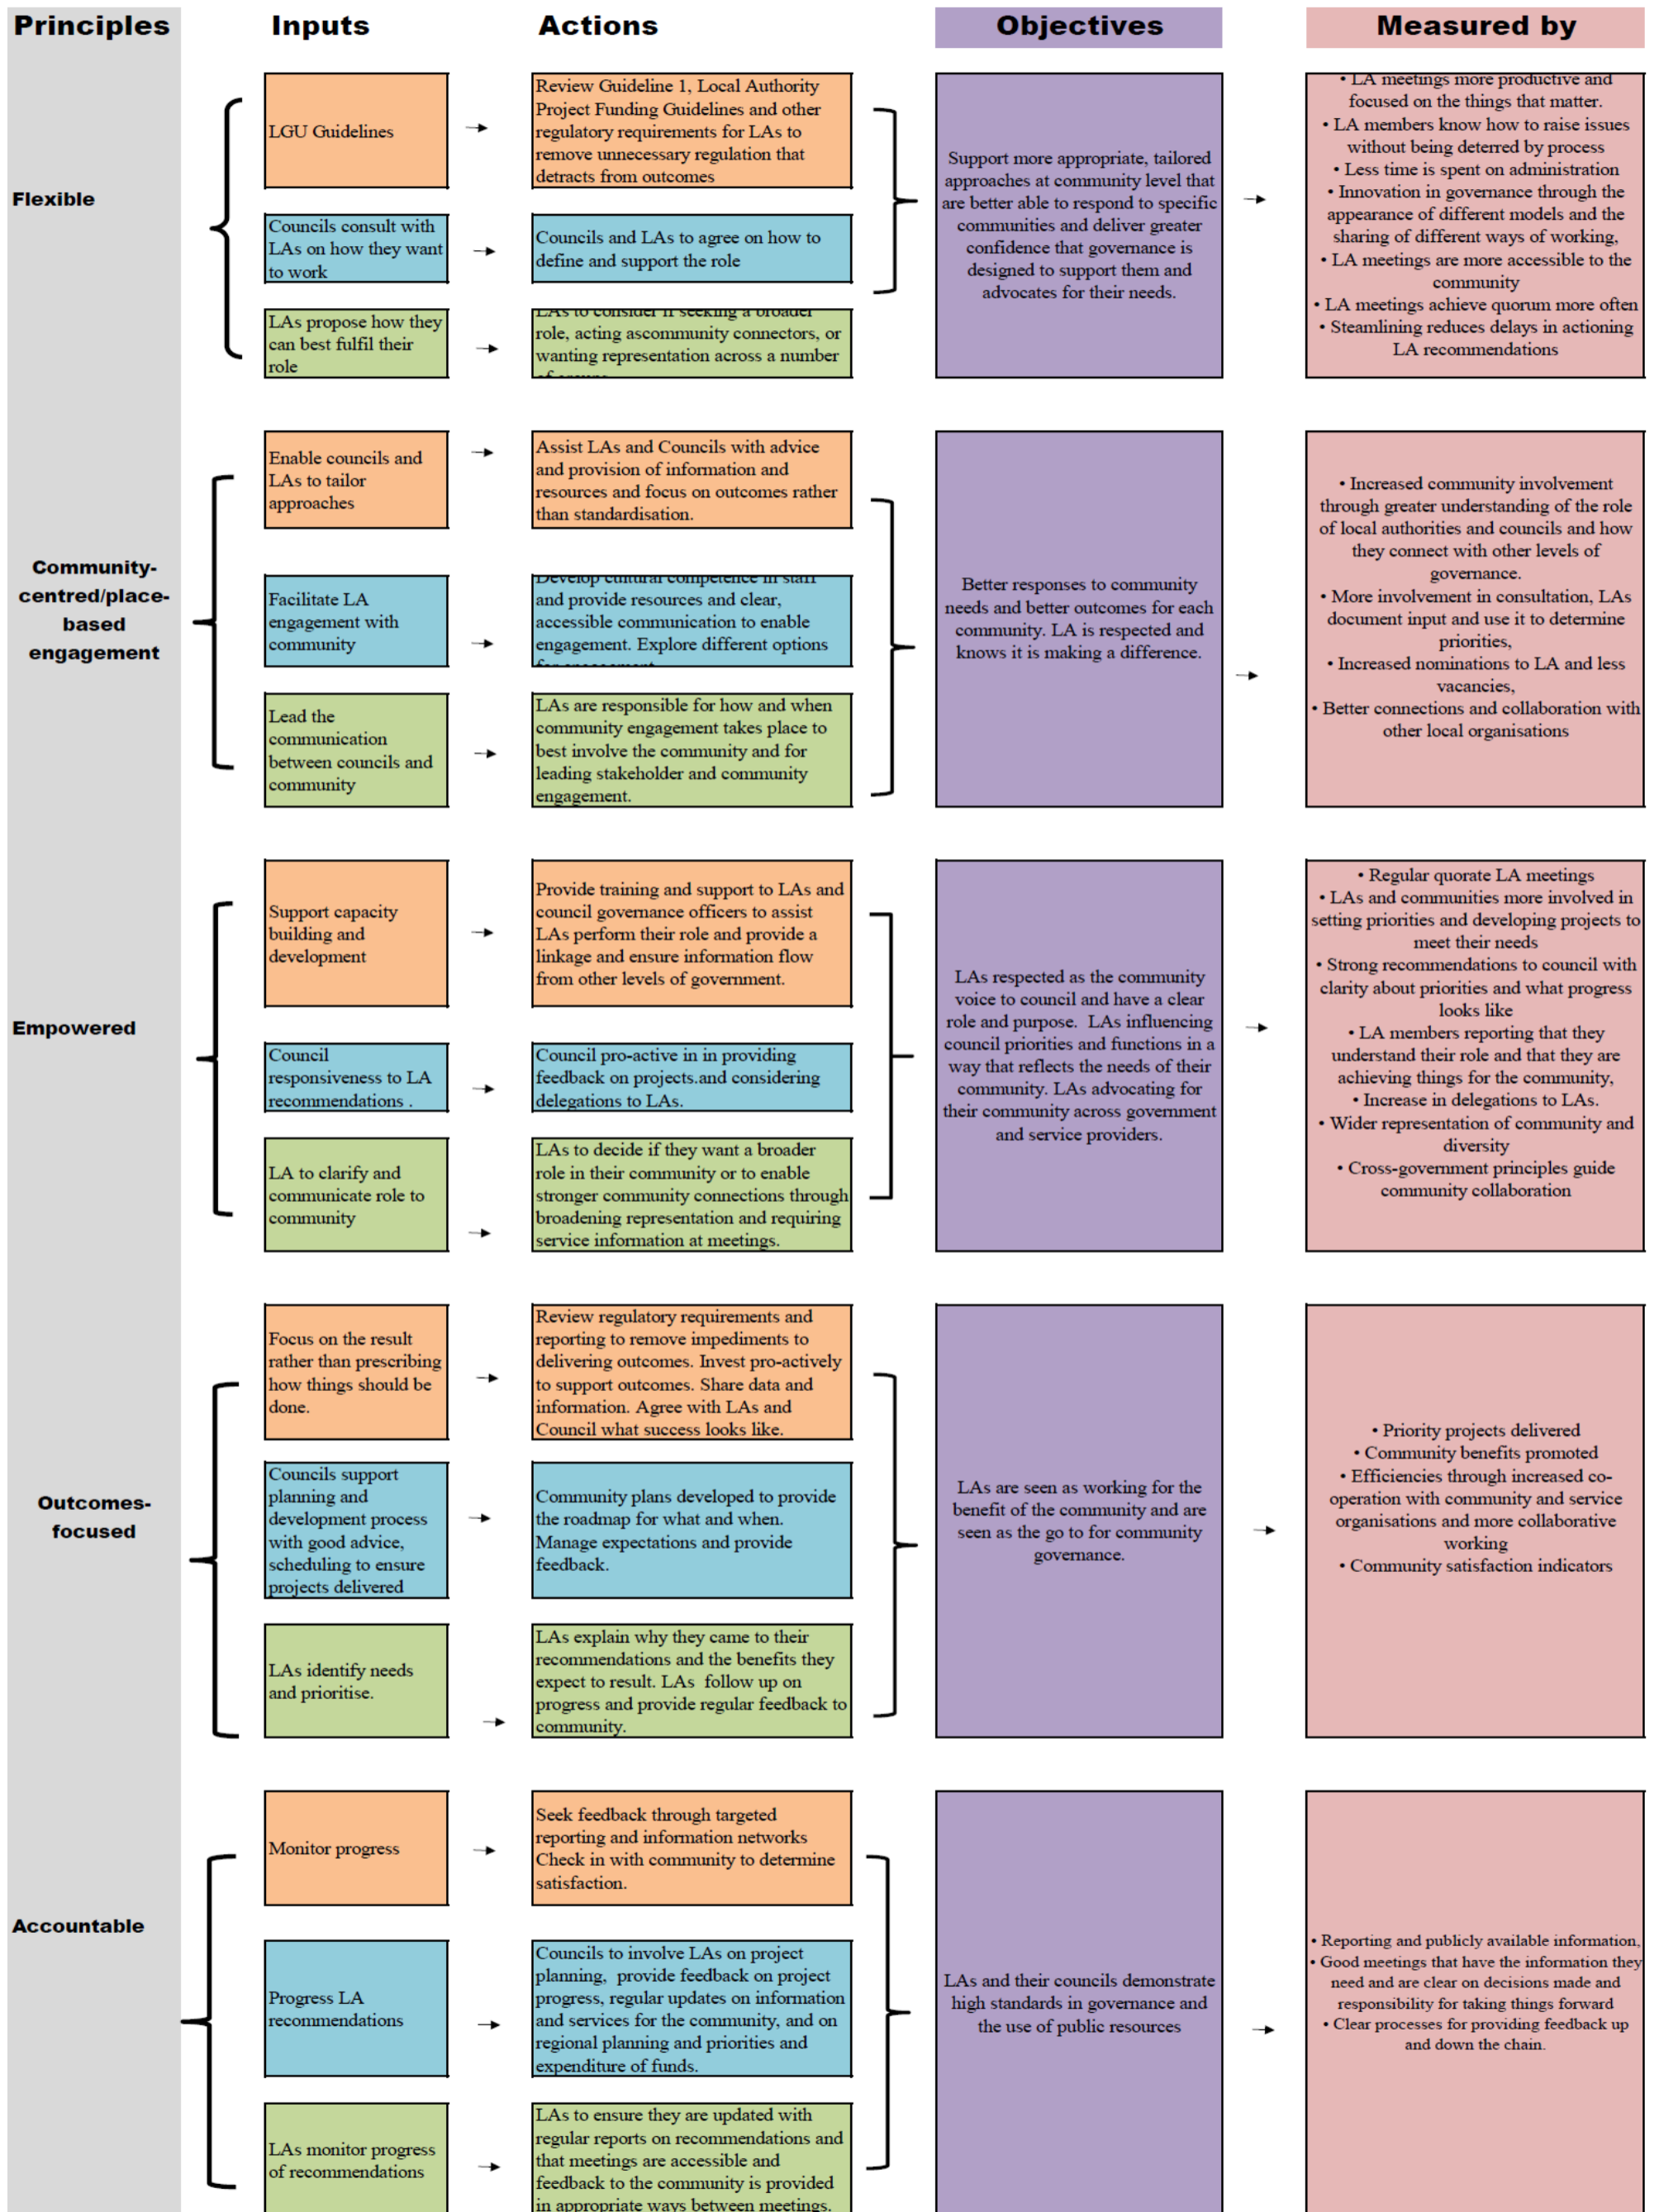 Principles
Inputs
Actions
Objectives
Measured by
Flexible
LGU Guidelines
Review Guideline 1, Local Authority
Project Funding Guidelines and other
regulatory requirements for LAs to
remove unnecessary regulation that
detracts from outcomes
Councils consult with
LAs on how they want
to work
Councils and LAs to agree on how to
define and support the role
LAs propose how they
can best fulfil their
role
LAs to consider if seeking a broader
role, acting ascommunity connectors, or
wanting representation across a number
Support more appropriate, tailored
approaches at community level that
are better able to respond to specific
communities and deliver greater
confidence that governance is
designed to support them and
advocates for their needs.
• LA meetings more productive and
focused on the things that matter.
• LA members know how to raise issues
without being deterred by process
• Less time is spent on administration
• Innovation in governance through the
appearance of different models and the
sharing of different ways of working,
• LA meetings are more accessible to the
community
• LA meetings achieve quorum more often
• Steamlining reduces delays in actioning
LA recommendations
Community-
centred/place-
based
engagement
Enable councils and
LAs to tailor
approaches
Assist LAs and Councils with advice
and provision of information and
resources and focus on outcomes rather
than standardisation.
Facilitate LA
engagement with
community
Develop cultural competence in staff
and provide resources and clear,
accessible communication to enable
engagement. Explore different options
Lead the
communication
between councils and
community
LAs are responsible for how and when
community engagement takes place to
best involve the community and for
leading stakeholder and community
engagement.
Better responses to community
needs and better outcomes for each
community. LA is respected and
knows it is making a difference.
• Increased community involvement
through greater understanding of the role
of local authorities and councils and how
they connect with other levels of
governance.
• More involvement in consultation, LAs
document input and use it to determine
priorities,
• Increased nominations to LA and less
vacancies,
• Better connections and collaboration with
other local organisations
Empowered
Support capacity
building and
development
Provide training and support to LAs and
council governance officers to assist
LAs perform their role and provide a
linkage and ensure information flow
from other levels of government.
Council
responsiveness to LA
recommendations .
Council pro-active in in providing
feedback on projects.and considering
delegations to LAs.
LA to clarify and
communicate role to
community
LAs to decide if they want a broader
role in their community or to enable
stronger community connections through
broadening representation and requiring
service information at meetings.
LAs respected as the community
voice to council and have a clear
role and purpose. LAs influencing
council priorities and functions in a
way that reflects the needs of their
community. LAs advocating for
their community across government
and service providers.
• Regular quorate LA meetings
• LAs and communities more involved in
setting priorities and developing projects to
meet their needs
• Strong recommendations to council with
clarity about priorities and what progress
looks like
• LA members reporting that they
understand their role and that they are
achieving things for the community,
• Increase in delegations to LAs.
• Wider representation of community and
diversity
• Cross-government principles guide
community collaboration
Outcomes-
focused
Focus on the result
rather than prescribing
how things should be
done.
Review regulatory requirements and
reporting to remove impediments to
delivering outcomes. Invest pro-actively
to support outcomes. Share data and
information. Agree with LAs and
Council what success looks like.
Councils support
planning and
development process
with good advice,
scheduling to ensure
projects delivered
Community plans developed to provide
the roadmap for what and when.
Manage expectations and provide
feedback.
LAs identify needs
and prioritise.
LAs explain why they came to their
recommendations and the benefits they
expect to result. LAs follow up on
progress and provide regular feedback to
community.
LAs are seen as working for the
benefit of the community and are
seen as the go to for community
governance.
• Priority projects delivered
• Community benefits promoted
• Efficiencies through increased co-
operation with community and service
organisations and more collaborative
working
• Community satisfaction indicators
Accountable
Monitor progress
Seek feedback through targeted
reporting and information networks
Check in with community to determine
satisfaction.
Progress LA
recommendations
Councils to involve LAs on project
planning, provide feedback on project
progress, regular updates on information
and services for the community, and on
regional planning and priorities and
expenditure of funds.
LAs monitor progress
of recommendations
LAs to ensure they are updated with
regular reports on recommendations and
that meetings are accessible and
feedback to the community is provided
in appropriate ways between meetings.
LAs and their councils demonstrate
high standards in governance and
the use of public resources
• Reporting and publicly available information,
• Good meetings that have the information they
need and are clear on decisions made and
responsibility for taking things forward
• Clear processes for providing feedback up
and down the chain.